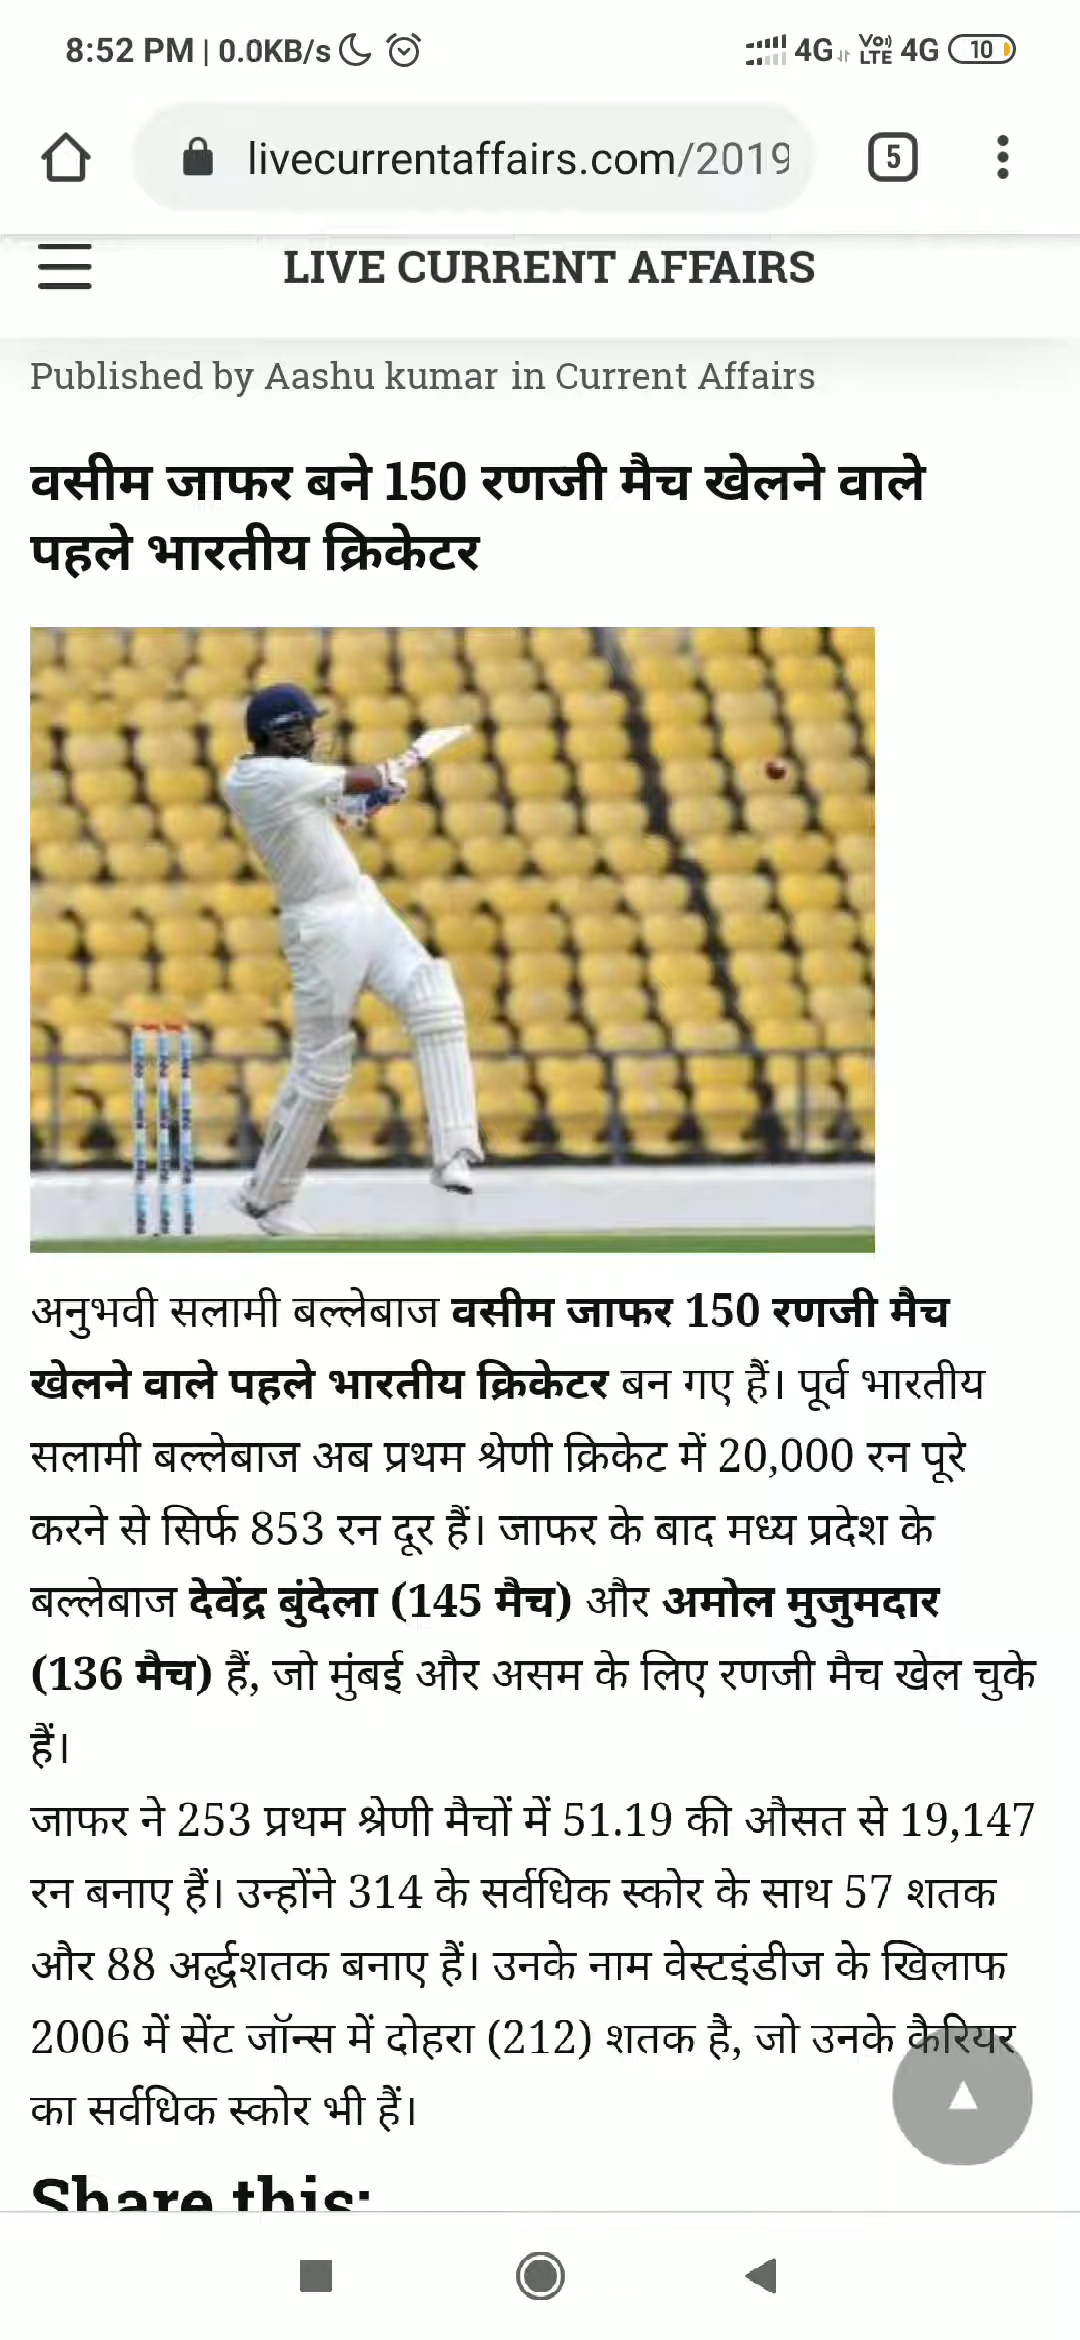 8:52 PM | 0.0KB/s 4G Vo) LTE 4G 10
livecurrentaffairs.com/2019 5
LIVE CURRENT AFFAIRS
Published by Aashu kumar in Current Affairs
वसीम जाफर बने 150 रणजी मैच खेलने वाले
पहले भारतीय क्रिकेटर
अनुभवी सलामी बल्लेबाज वसीम जाफर 150 रणजी मैच
खेलने वाले पहले भारतीय क्रिकेटर बन गए हैं। पूर्व भारतीय
सलामी बल्लेबाज अब प्रथम श्रेणी क्रिकेट में 20,000 रन पूरे
करने से सिर्फ 853 रन दूर हैं। जाफर के बाद मध्य प्रदेश के
बल्लेबाज देवेंद्र बुंदेला (145 मैच) और अमोल मुजुमदार
(136 मैच) हैं, जो मुंबई और असम के लिए रणजी मैच खेल चुके
हैं।
जाफर ने 253 प्रथम श्रेणी मैचों में 51.19 की औसत से 19,147
रन बनाए हैं। उन्होंने 314 के सर्वधिक स्कोर के साथ 57 शतक
और 88 अर्द्धशतक बनाए हैं। उनके नाम वेस्टइंडीज के खिलाफ
2006 में सेंट जॉन्स में दोहरा (212) शतक है, जो उनके कैरियर
का सर्वधिक स्कोर भी हैं।
Share this: